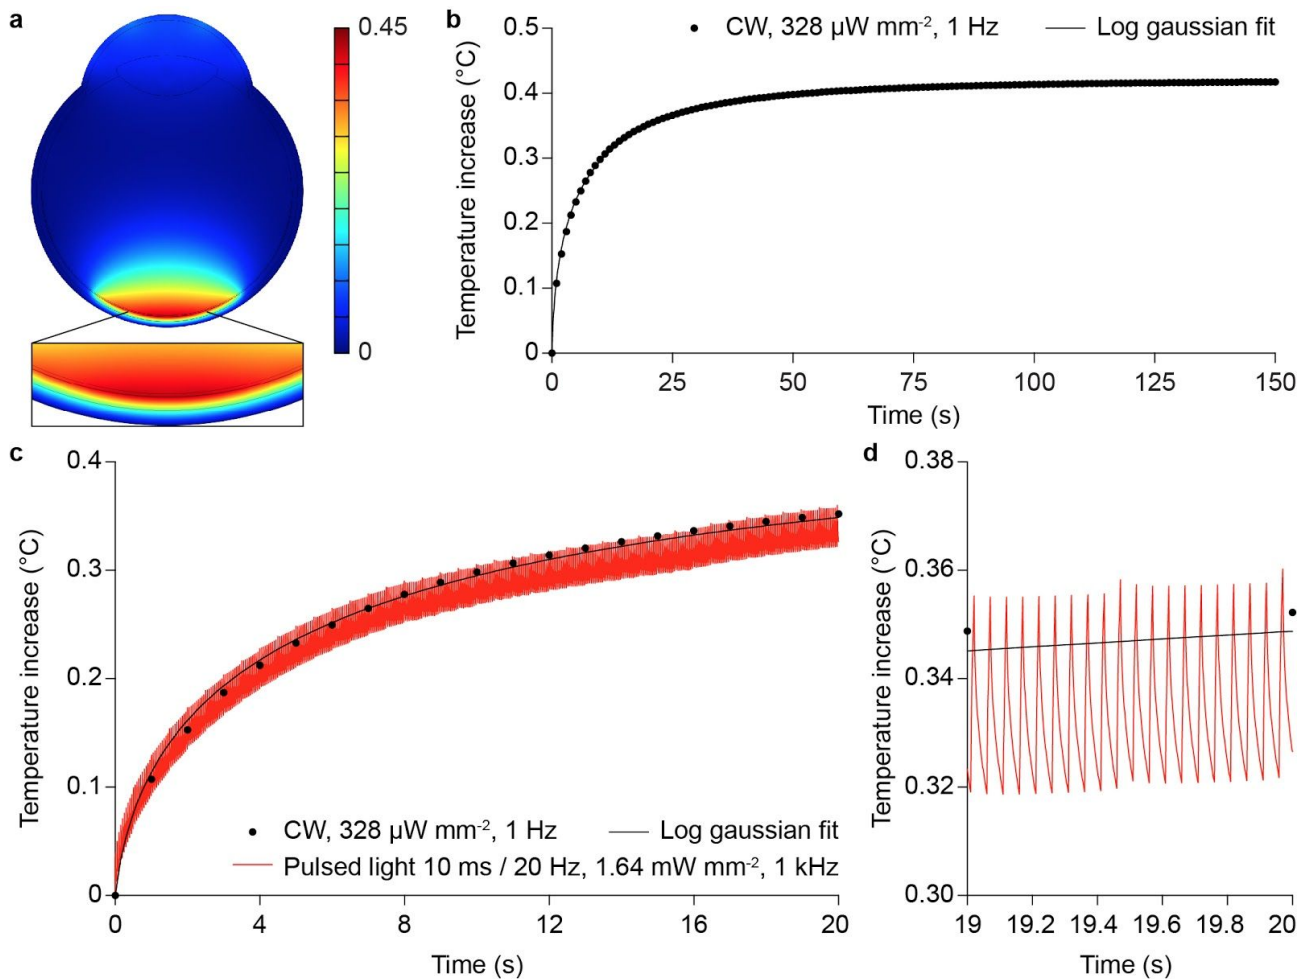 a
0.45
0
b
CW, 328 µW mm-2, 1 Hz
Log gaussian fit
Temperature increase (°C)
0.5
0.4
0.3
0.2
0.1
0
0 25 50 75 100 125 150
Time (s)
c
Temperature increase (°C)
0.4
0.3
0.2
0.1
0
CW, 328 µW mm-2, 1 Hz
Log gaussian fit
Pulsed light 10 ms / 20 Hz, 1.64 mW mm-2, 1 kHz
0 4 8 12 16 20
Time (s)
d
Temperature increase (°C)
0.38
0.36
0.34
0.32
0.30
19 19.2 19.4 19.6 19.8 20
Time (s)